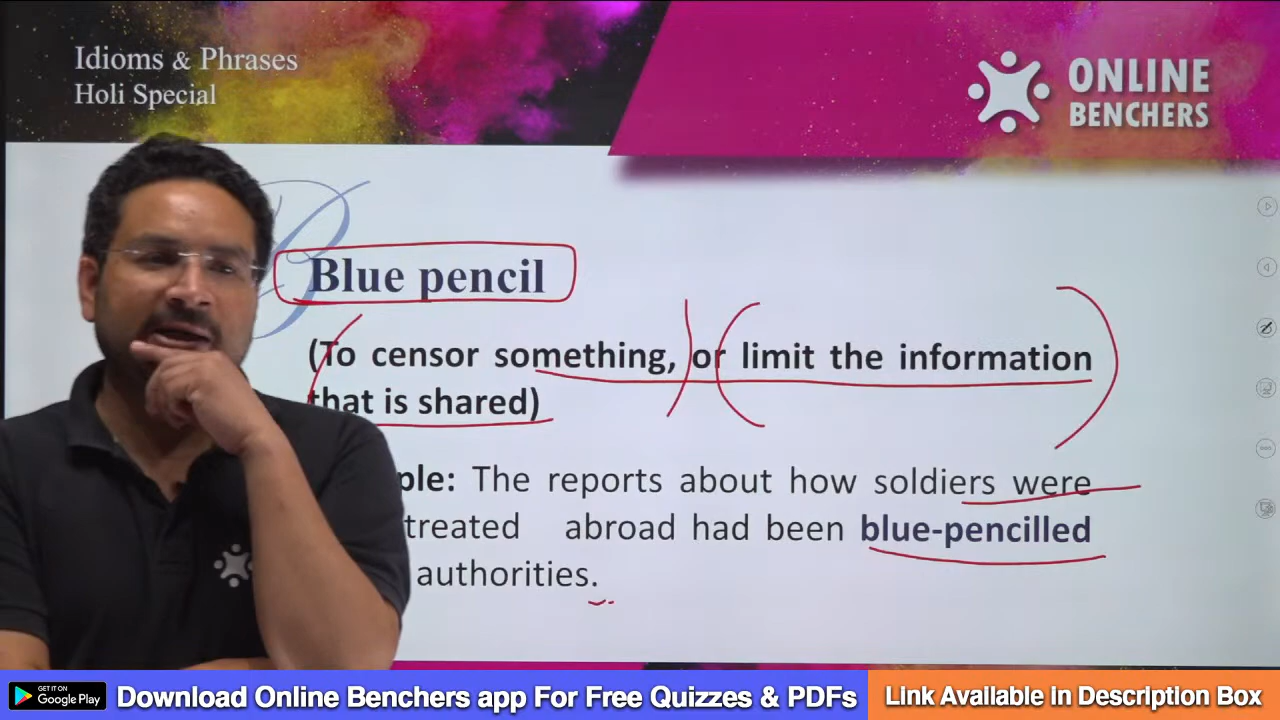 Idioms & Phrases
Holi Special
ONLINE
BENCHERS
Blue pencil
(To censor something, or limit the information
that is shared)
ple: The reports about how soldiers were
treated abroad had been blue-pencilled
authorities.
GET IT ON
Google Play
Download Online Benchers app For Free Quizzes & PDFs
Link Available In Description Box